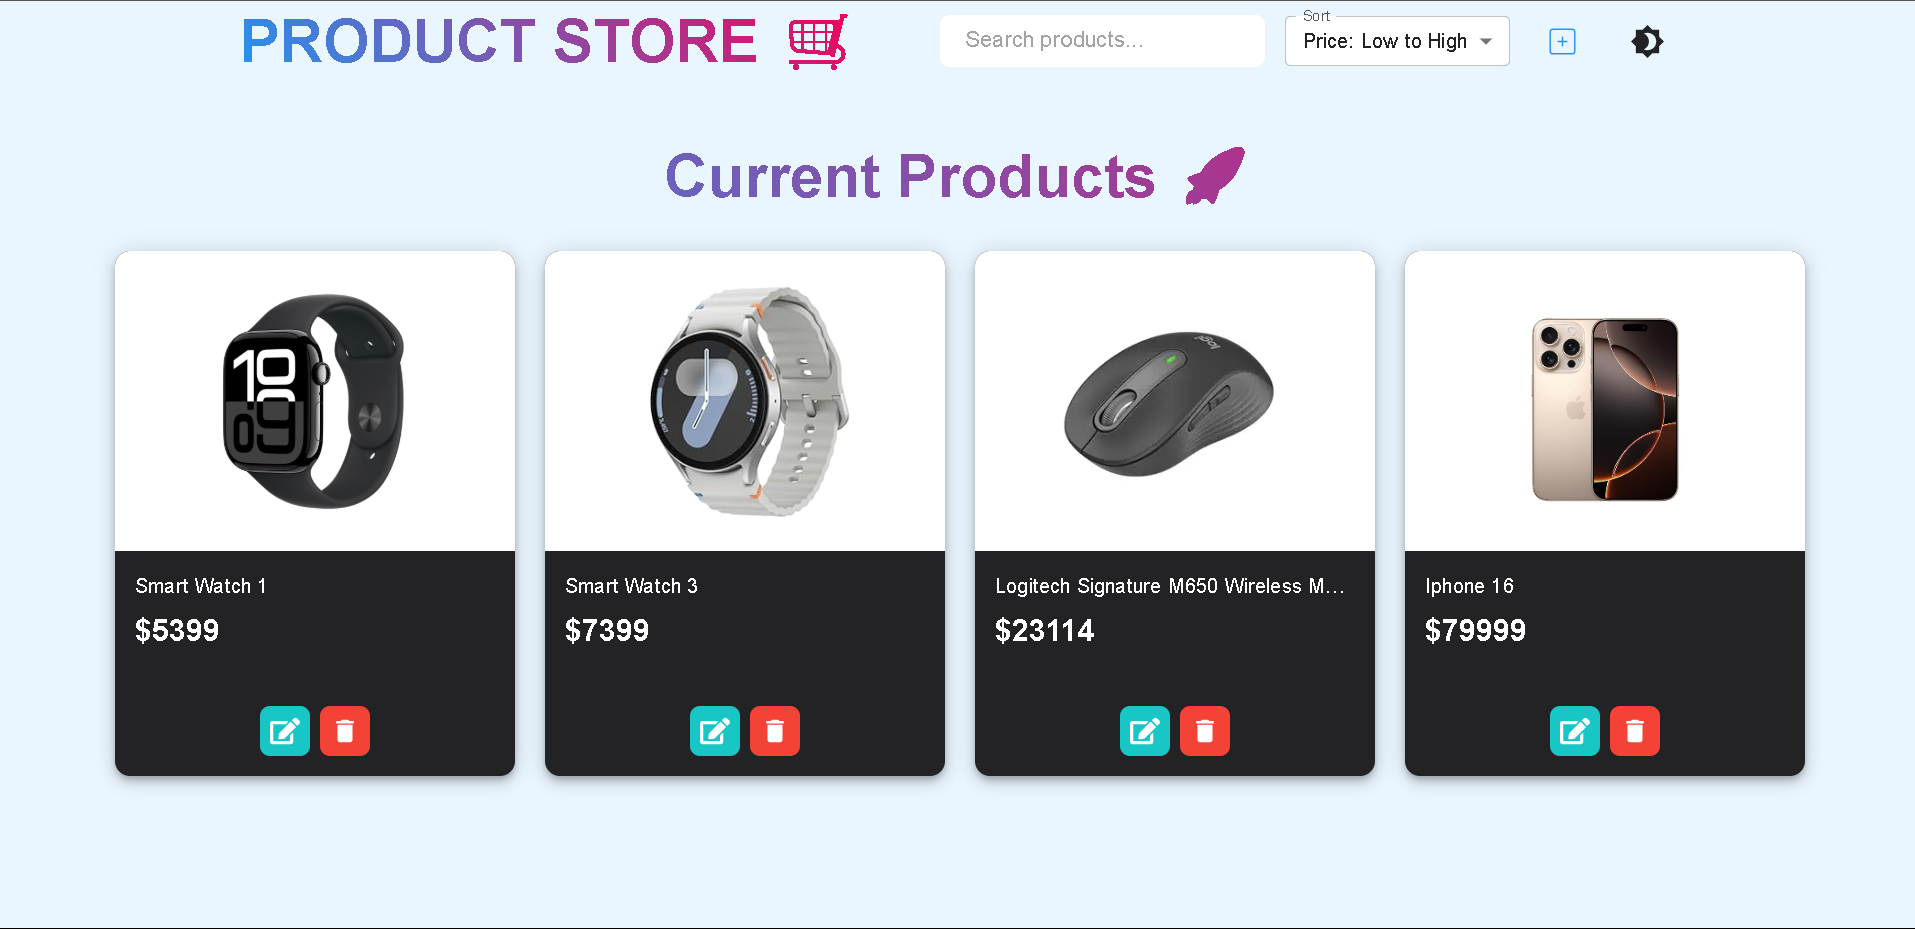 PRODUCT STORE
Search products...
Sort
Price: Low to High
Current Products
10
logi
Smart Watch 1
$5399
Smart Watch 3
$7399
Logitech Signature M650 Wireless M...
$23114
Iphone 16
$79999